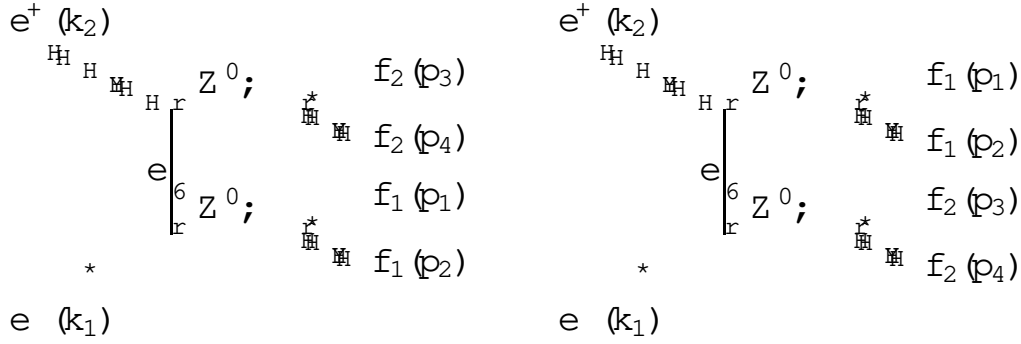 e+ (k2) e+ (k2)
Z0; f2(p3) Z0; f1(p1)
f2(p4) f1(p2)
e e
Z0; f1(p1) Z0; f2(p3)
f1(p2) f2(p4)
e (k1) e (k1)